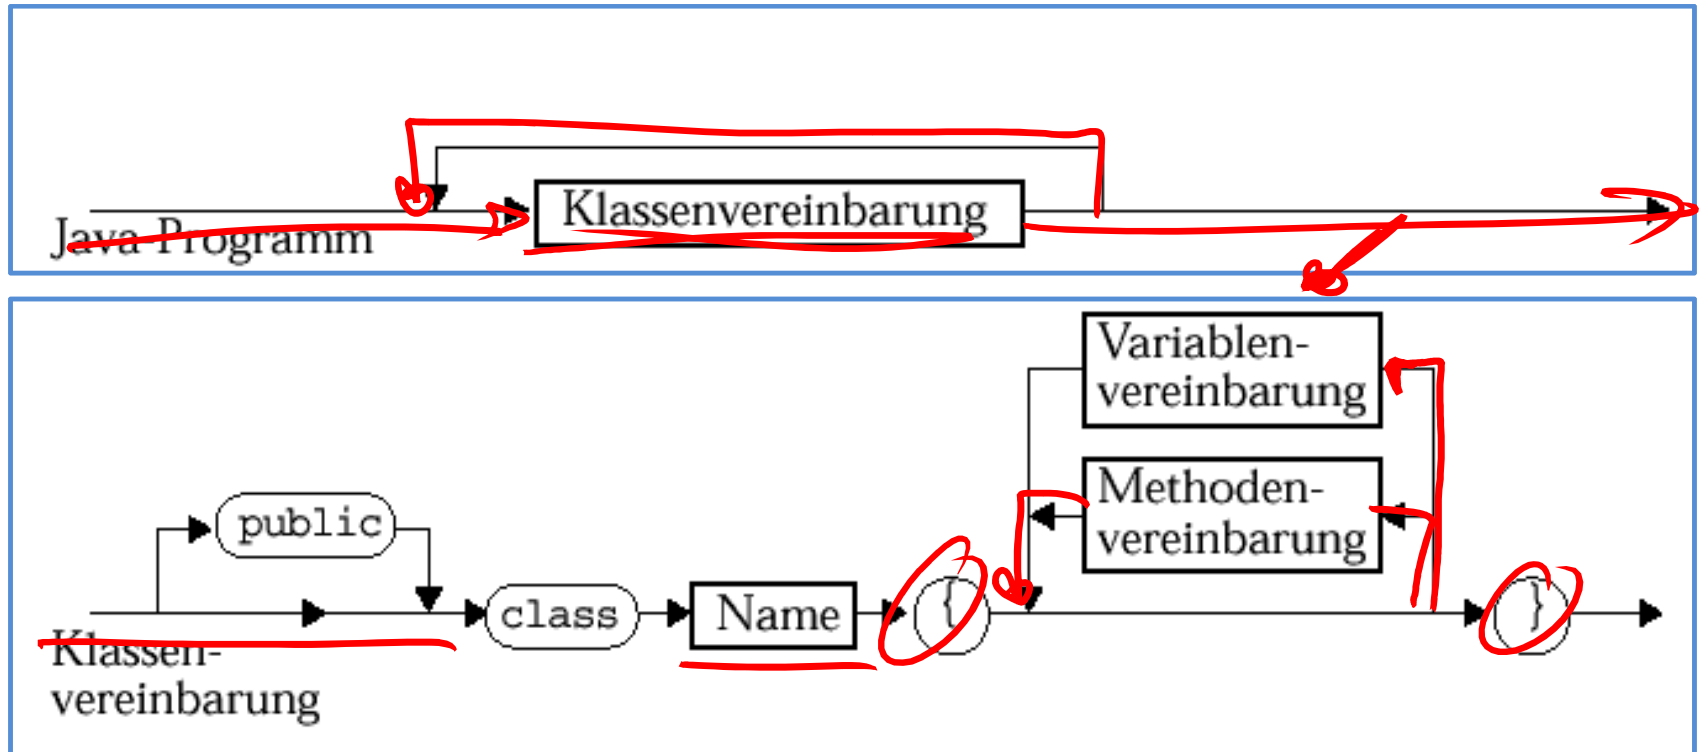 Klassenvereinbarung
Java-Programm
Variablen-
vereinbarung
Methoden-
vereinbarung
public
class
Name
{
}
Klassen-
vereinbarung